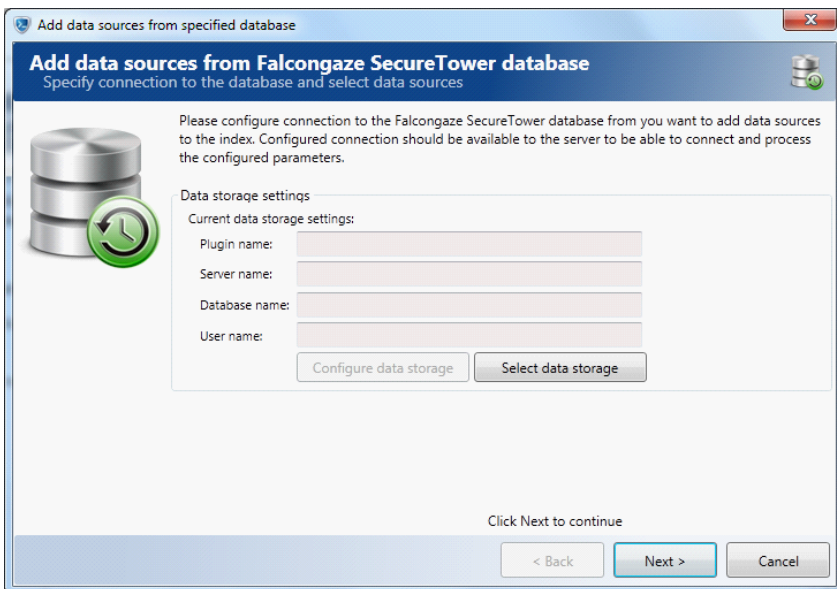 Add data sources from specified database
Add data sources from Falcongaze SecureTower database
Specify connection to the database and select data sources
Please configure connection to the Falcongaze SecureTower database from you want to add data sources
to the index. Configured connection should be available to the server to be able to connect and process
the configured parameters.
Data storage settings
Current data storage settings:
Plugin name:
Server name:
Database name:
User name:
Configure data storage
Select data storage
Click Next to continue
< Back
Next >
Cancel